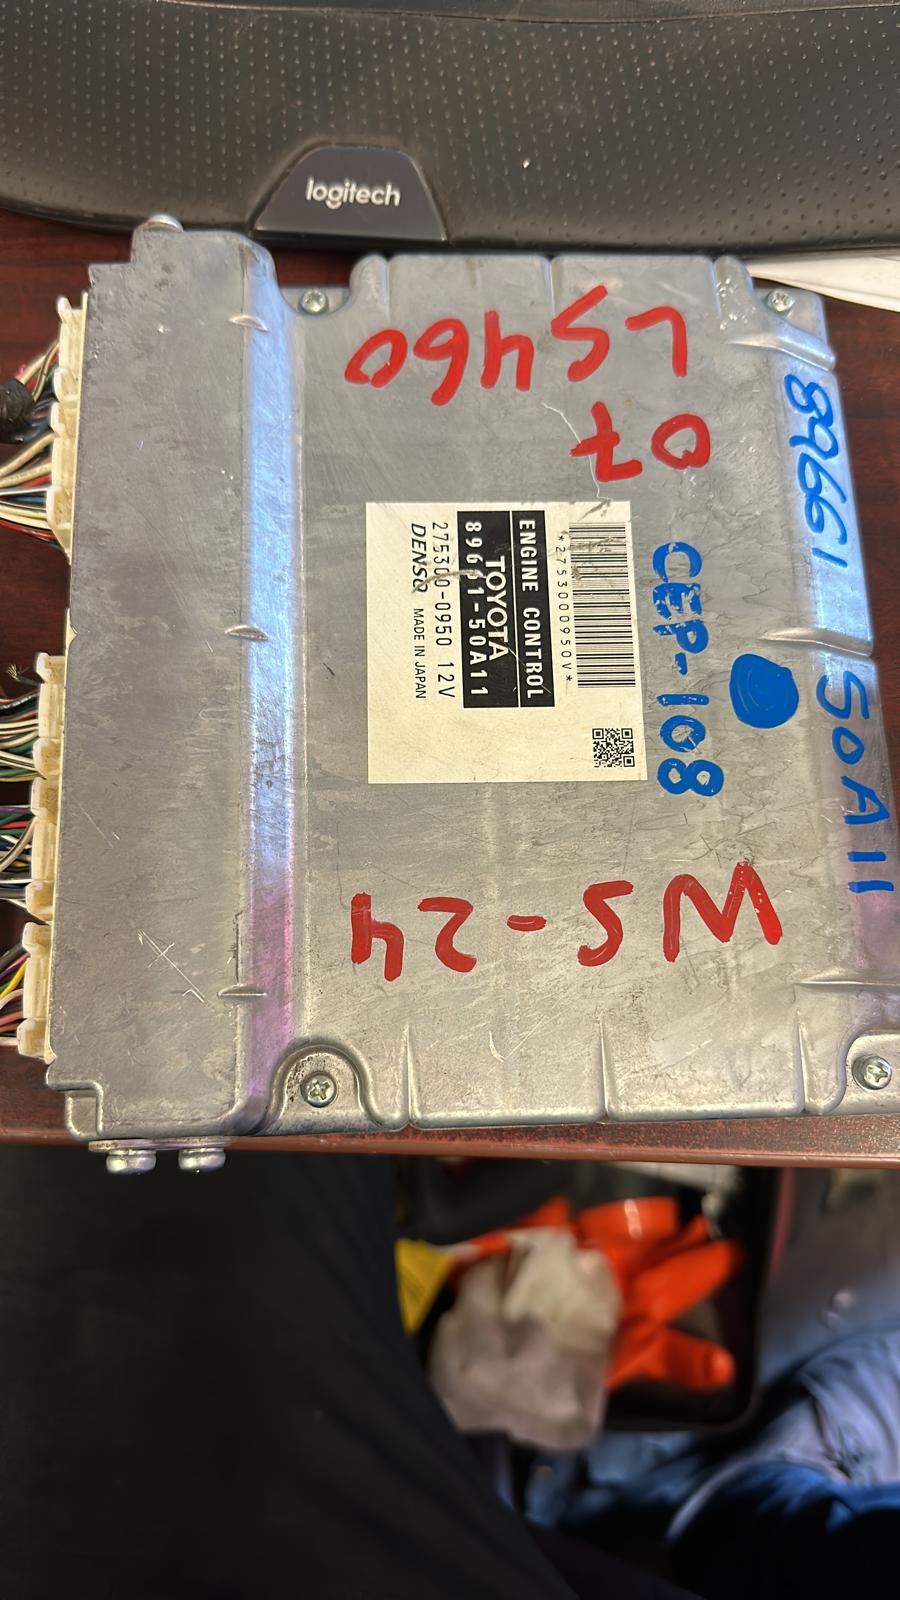 logitech
LS460
07
89661 50A11
CEP-108
*2753000950V*
ENGINE CONTROL
TOYOTA
89661-50A11
275300-0950 12V
DENSO MADE IN JAPAN
WS-24